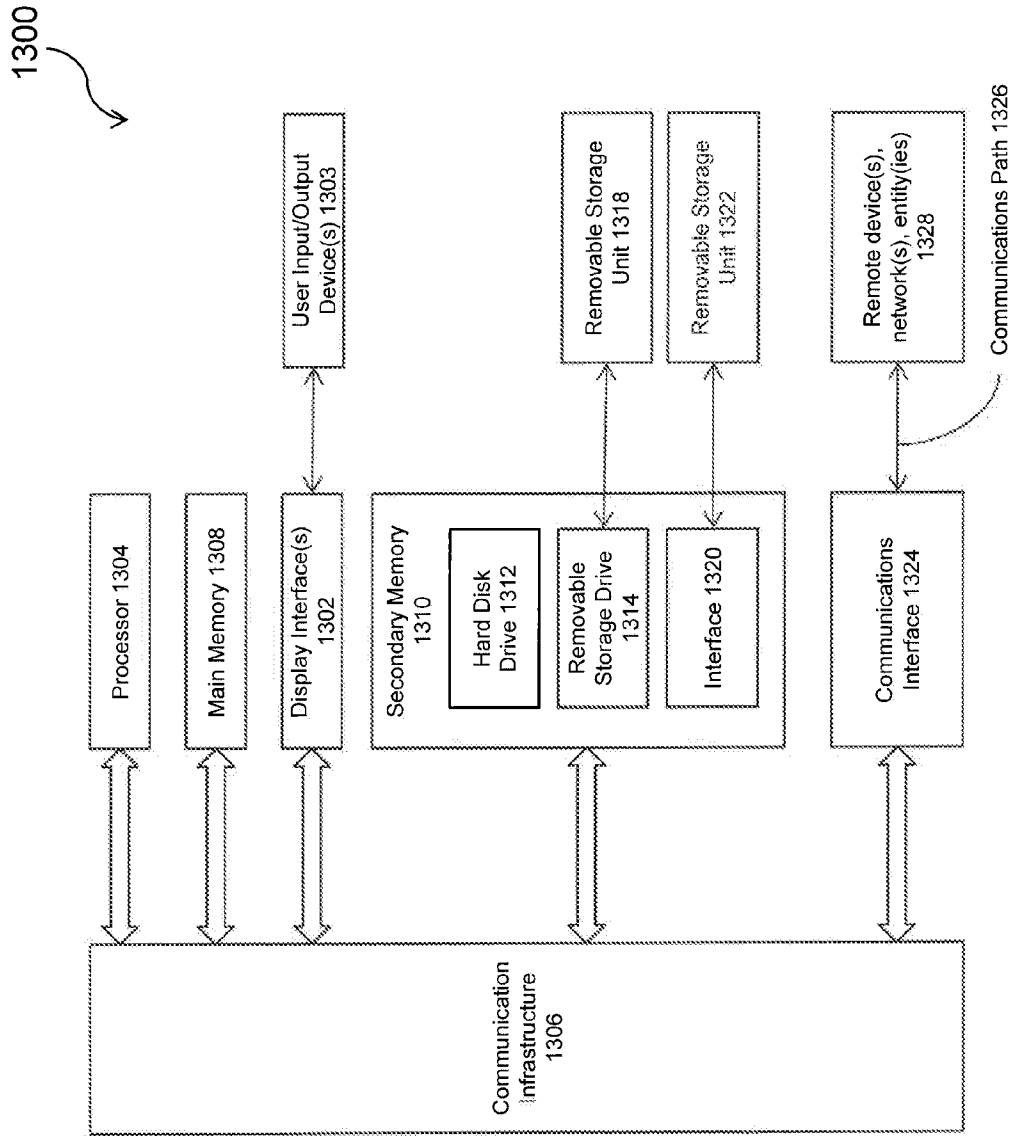 1300
Processor 1304
Main Memory 1308
Display Interface(s)
1302
User Input/Output
Device(s) 1303
Communication
Infrastructure
1306
Secondary Memory
1310
Hard Disk
Drive 1312
Removable
Storage Drive
1314
Removable Storage
Unit 1318
Interface 1320
Removable Storage
Unit 1322
Communications
Interface 1324
Remote device(s),
network(s), entity(ies)
1328
Communications Path 1326